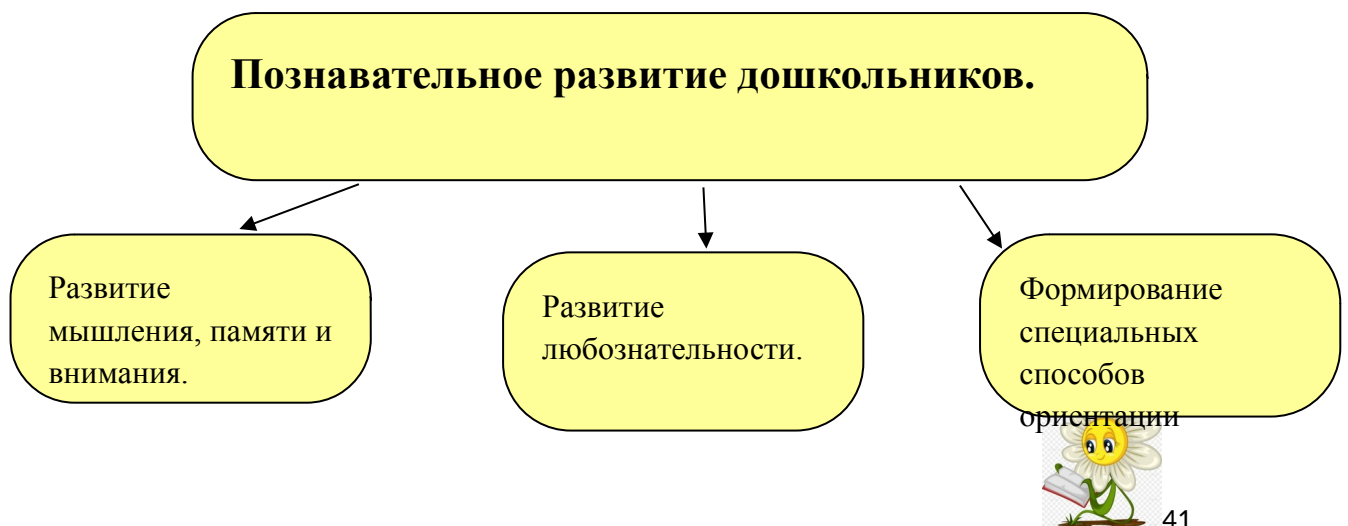 Познавательное развитие дошкольников.
Развитие
мышления, памяти и
внимания.
Развитие
любознательности.
Формирование
специальных
способов
ориентации
41